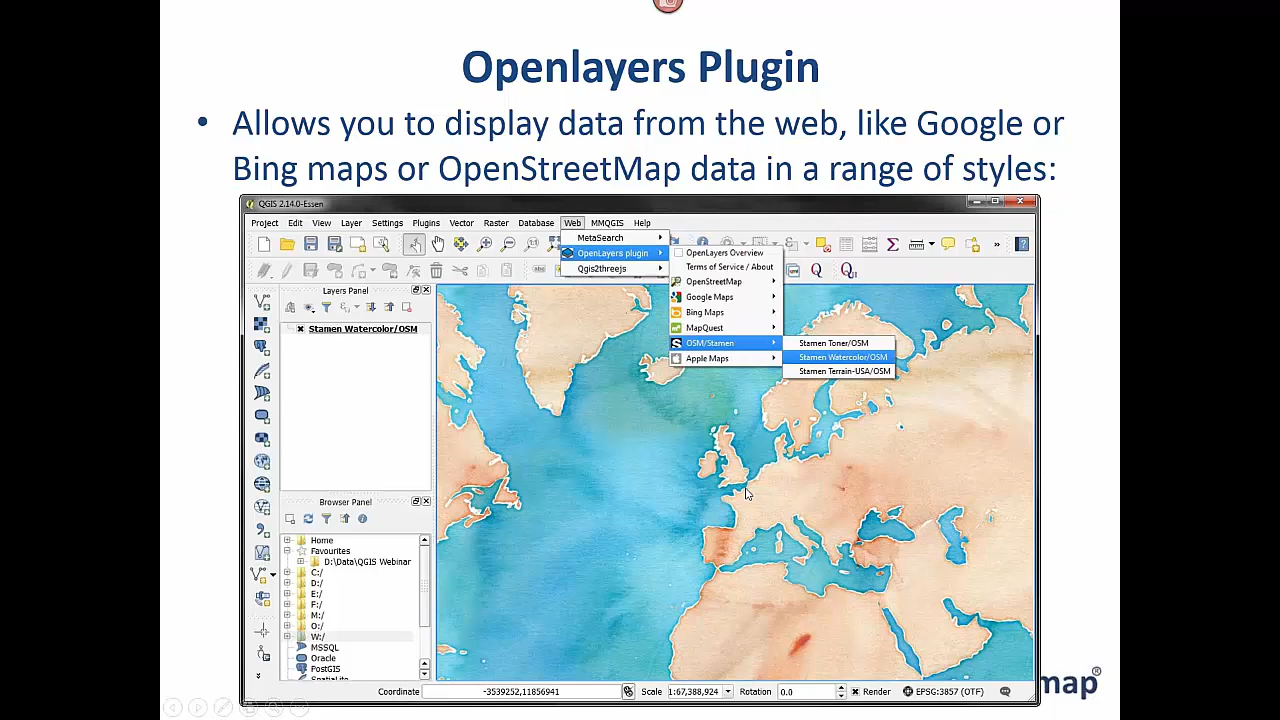 Openlayers Plugin
• Allows you to display data from the web, like Google or
Bing maps or OpenStreetMap data in a range of styles:
QGIS 2.14.0-Essen
Project Edit View Layer Settings Plugins Vector Raster Database Web MMQGIS Help
MetaSearch
OpenLayers plugin
Qgis2threejs
OpenLayers Overview
Terms of Service / About
OpenStreetMap
Google Maps
Bing Maps
MapQuest
OSM/Stamen
Apple Maps
Stamen Toner/OSM
Stamen Watercolor/OSM
Stamen Terrain-USA/OSM
Layers Panel
Stamen Watercolor/OSM
Browser Panel
Home
Favourites
D:\Data\QGIS Webinar
C:/
D:/
E:/
F:/
M:/
O:/
W:/
MSSQL
Oracle
PostGIS
Coordinate -3539252,11856941 Scale 1:67,388,924 Rotation 0.0 Render EPSG:3857 (OTF)
map®